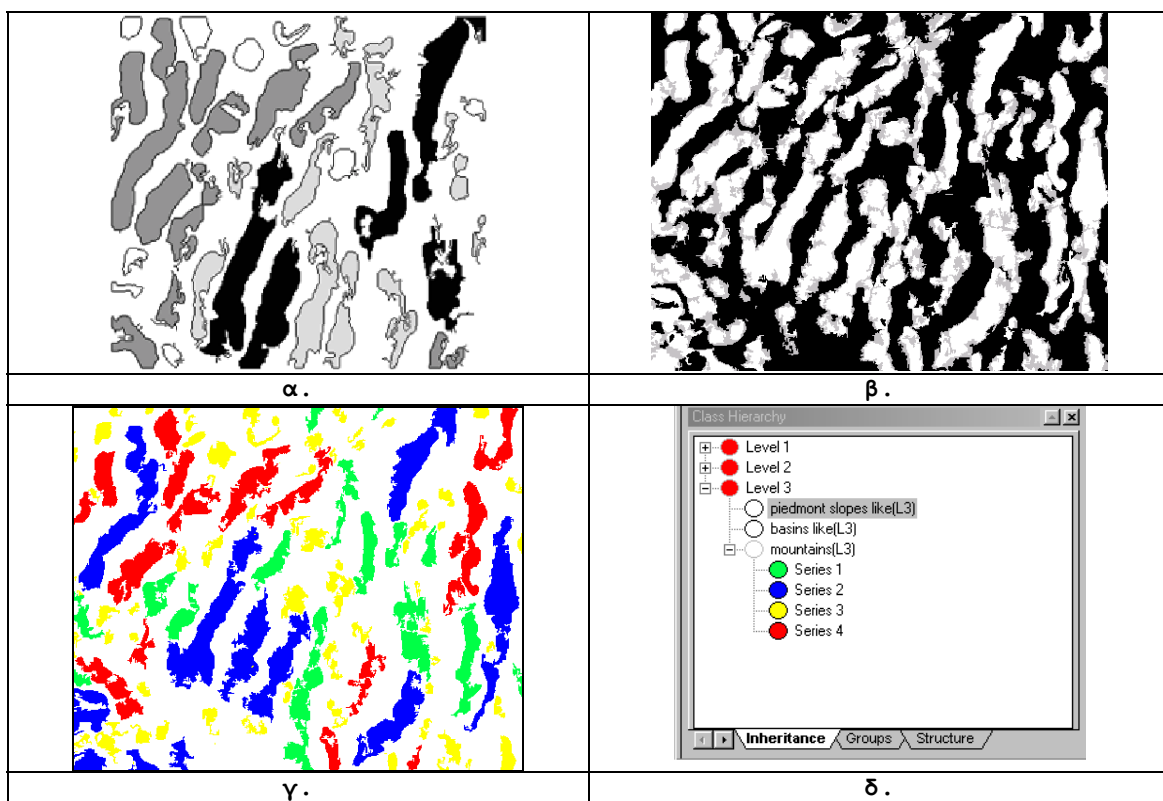 α.
β.
Class Hierarchy
Level 1
Level 2
Level 3
piedmont slopes like(L3)
basins like(L3)
mountains(L3)
Series 1
Series 2
Series 3
Series 4
Inheritance Groups Structure
γ.
δ.